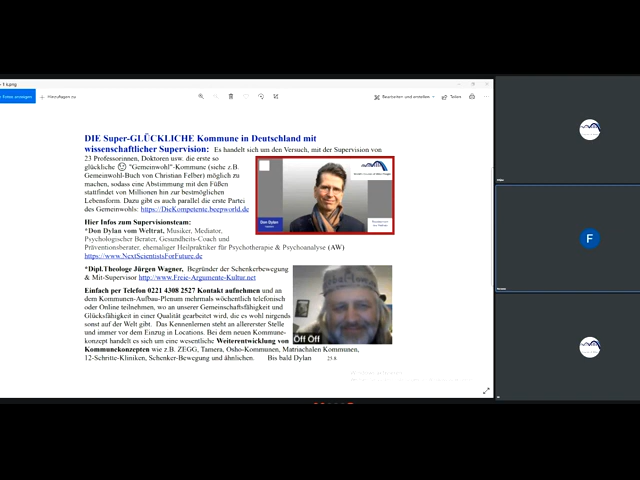 Hinzufügen zu
Bearbeiten und erstellen
Teilen
DIE Super-GLÜCKLICHE Kommune in Deutschland mit
wissenschaftlicher Supervision: Es handelt sich um den Versuch, mit der Supervision von
23 Professorinnen, Doktoren usw. die erste so
glückliche 🙂 "Gemeinwohl"-Kommune (siehe z.B.
Gemeinwohl-Buch von Christian Felber) möglich zu
machen, sodass eine Abstimmung mit den Füßen
stattfindet von Millionen hin zur bestmöglichen
Lebensform. Dazu gibt es auch parallel die erste Partei
des Gemeinwohls: https://DieKompetente.beepworld.de
Don Dylan
Hier Infos zum Supervisionsteam:
*Don Dylan vom Weltrat, Musiker, Mediator,
Psychologischer Berater, Gesundheits-Coach und
Präventionsberater, ehemaliger Heilpraktiker für Psychotherapie & Psychoanalyse (AW)
https://www.NextScientistsForFuture.de
*Dipl.Theologe Jürgen Wagner, Begründer der Schenkerbewegung
& Mit-Supervisor http://www.Freie-Argumente-Kultur.net
Einfach per Telefon 0221 4308 2527 Kontakt aufnehmen und an
dem Kommunen-Aufbau-Plenum mehrmals wöchentlich telefonisch
oder Online teilnehmen, wo an unserer Gemeinschaftsfähigkeit und
Glücksfähigkeit in einer Qualität gearbeitet wird, die es wohl nirgends
sonst auf der Welt gibt. Das Kennenlernen steht an allererster Stelle
und immer vor dem Einzug in Locations. Bei dem neuen Kommune-
konzept handelt es sich um eine wesentliche Weiterentwicklung von
Kommunekonzepten wie z.B. ZEGG, Tamera, Osho-Kommunen, Matriachalen Kommunen,
12-Schritte-Kliniken, Schenker-Bewegung und ähnlichen. Bis bald Dylan 25.8
Off Off
F